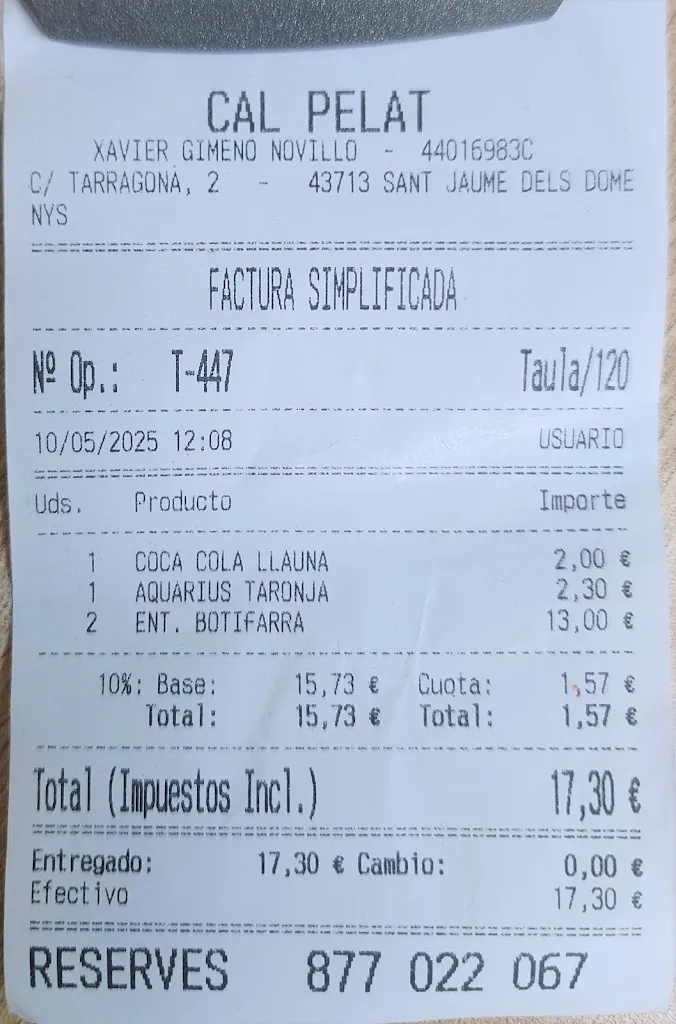 CAL PELAT
XAVIER GIMENO NOVILLO - 44016983C
C/ TARRAGONA, 2 - 43713 SANT JAUME DELS DOME
NYS
FACTURA SIMPLIFICADA
Nº Op.: T-447 Taula/120
10/05/2025 12:08 USUARIO
Uds. Producto Importe
1 COCA COLA LLAUNA 2,00 €
1 AQUARIUS TARONJA 2,30 €
2 ENT. BOTIFARRA 13,00 €
10%: Base: 15,73 € Cuota: 1,57 €
Total: 15,73 € Total: 1,57 €
Total (Impuestos Incl.) 17,30 €
Entregado: 17,30 € Cambio: 0,00 €
Efectivo 17,30 €
RESERVES 877 022 067